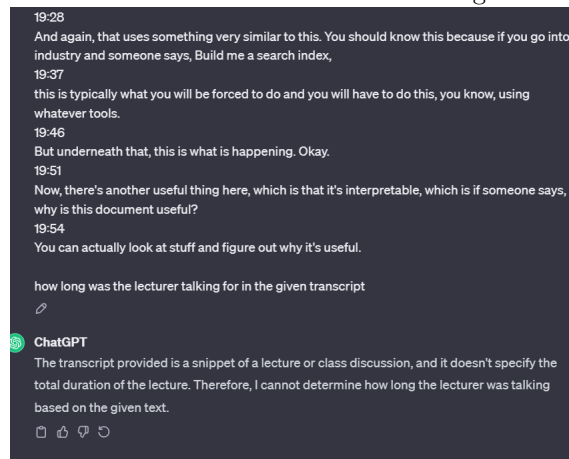 19:28
And again, that uses something very similar to this. You should know this because if you go into
industry and someone says, Build me a search index,
19:37
this is typically what you will be forced to do and you will have to do this, you know, using
whatever tools.
19:46
But underneath that, this is what is happening. Okay.
19:51
Now, there's another useful thing here, which is that it's interpretable, which is if someone says,
why is this document useful?
19:54
You can actually look at stuff and figure out why it's useful.
how long was the lecturer talking for in the given transcript
ChatGPT
The transcript provided is a snippet of a lecture or class discussion, and it doesn't specify the
total duration of the lecture. Therefore, I cannot determine how long the lecturer was talking
based on the given text.